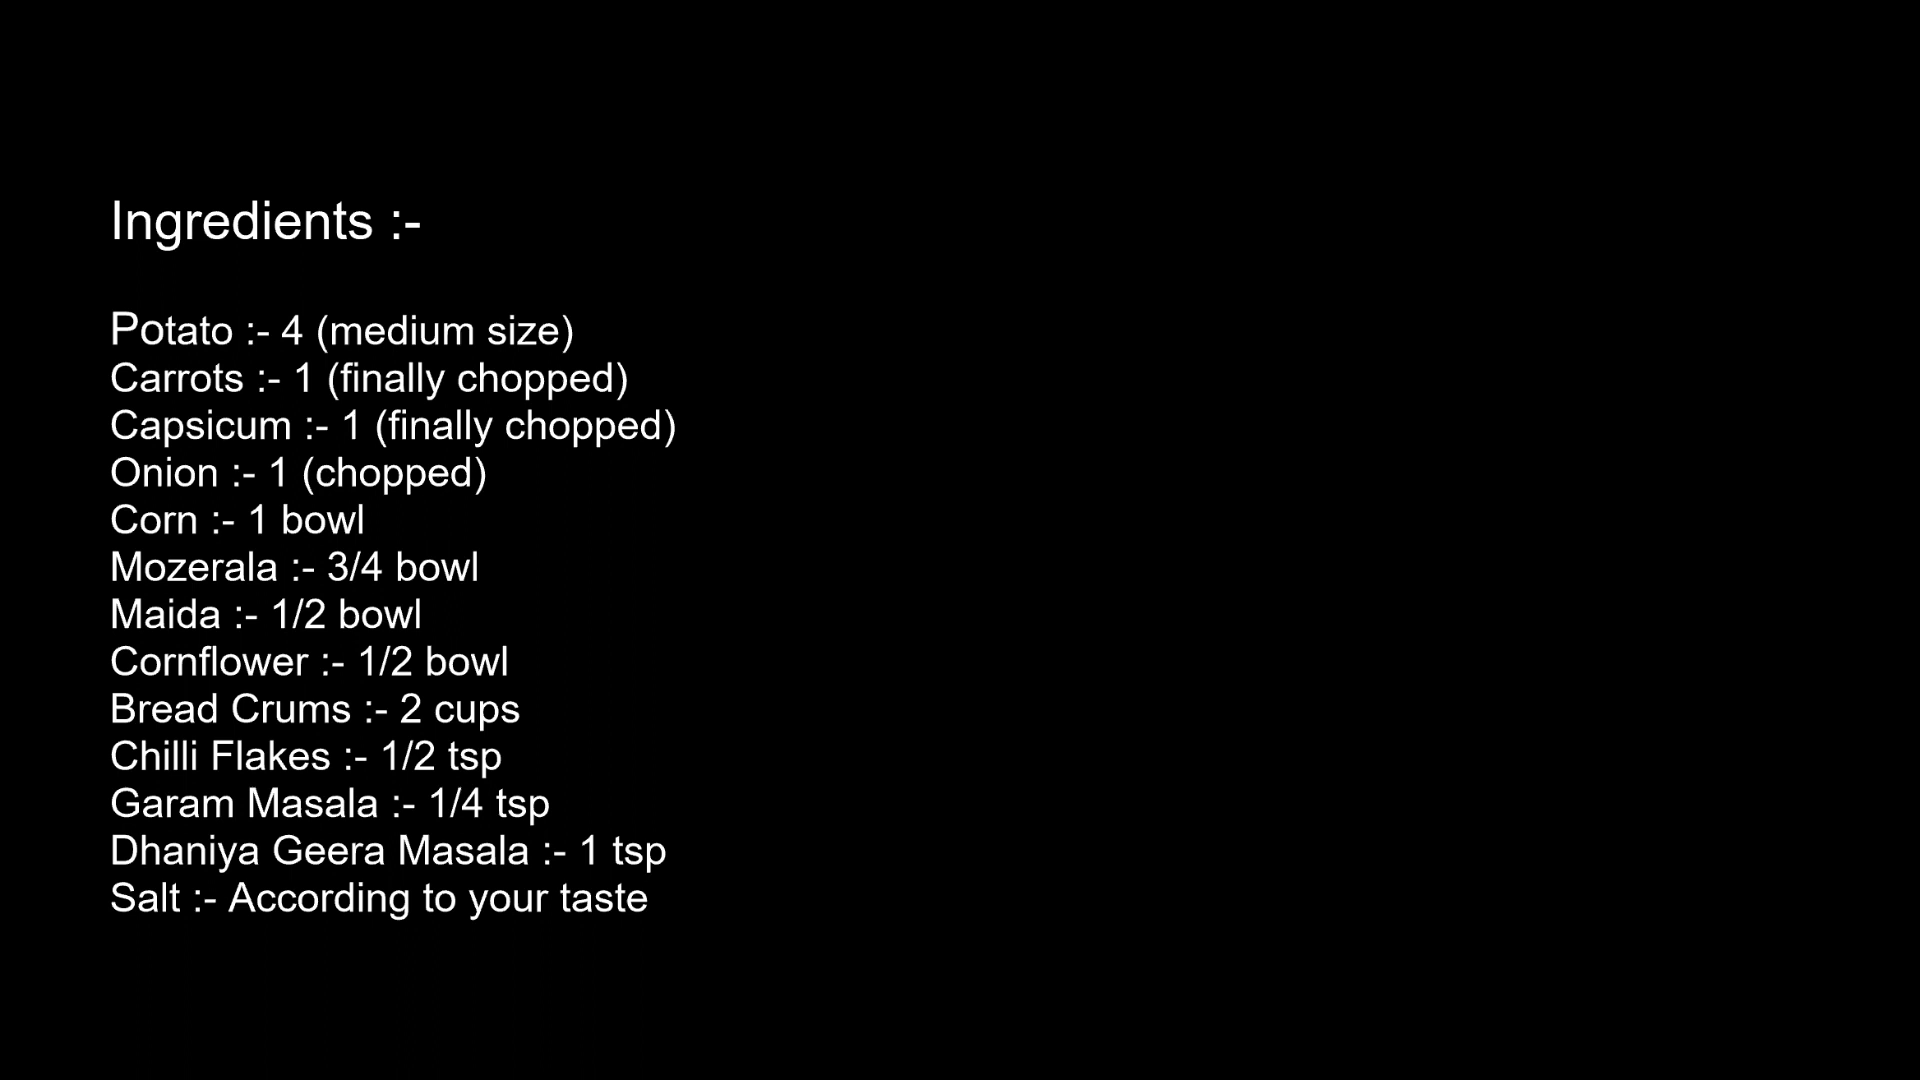 Ingredients :-
Potato :- 4 (medium size)
Carrots :- 1 (finally chopped)
Capsicum :- 1 (finally chopped)
Onion :- 1 (chopped)
Corn :- 1 bowl
Mozerala :- 3/4 bowl
Maida :- 1/2 bowl
Cornflower :- 1/2 bowl
Bread Crums :- 2 cups
Chilli Flakes :- 1/2 tsp
Garam Masala :- 1/4 tsp
Dhaniya Geera Masala :- 1 tsp
Salt :- According to your taste